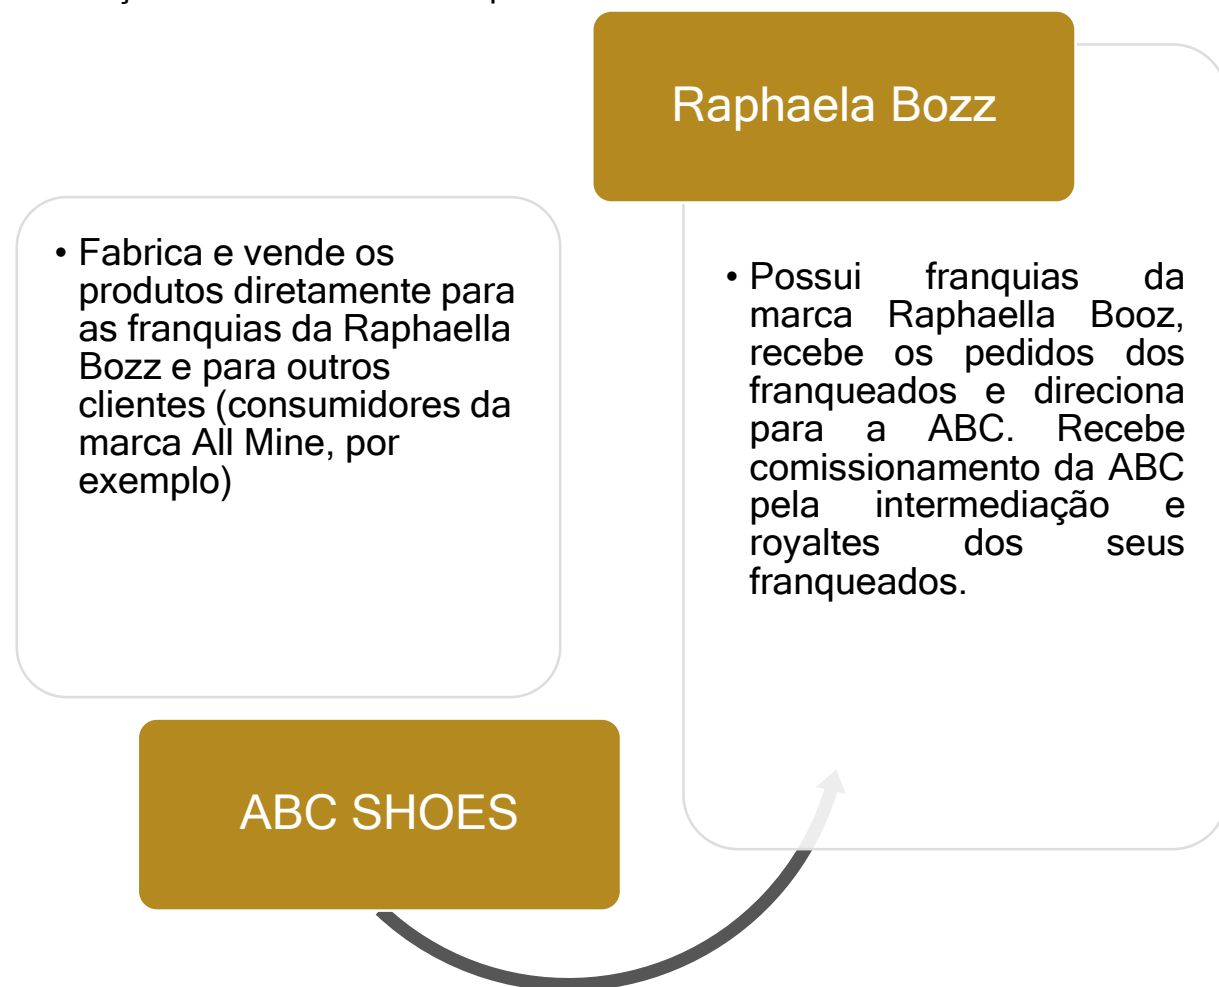 Raphaela Bozz
• Fabrica e vende os
produtos diretamente para
as franquias da Raphaella
Bozz e para outros
clientes (consumidores da
marca All Mine, por
exemplo)
• Possui franquias da
marca Raphaella Booz,
recebe os pedidos dos
franqueados e direciona
para a ABC. Recebe
comissionamento da ABC
pela intermediação e
royaltes dos seus
franqueados.
ABC SHOES